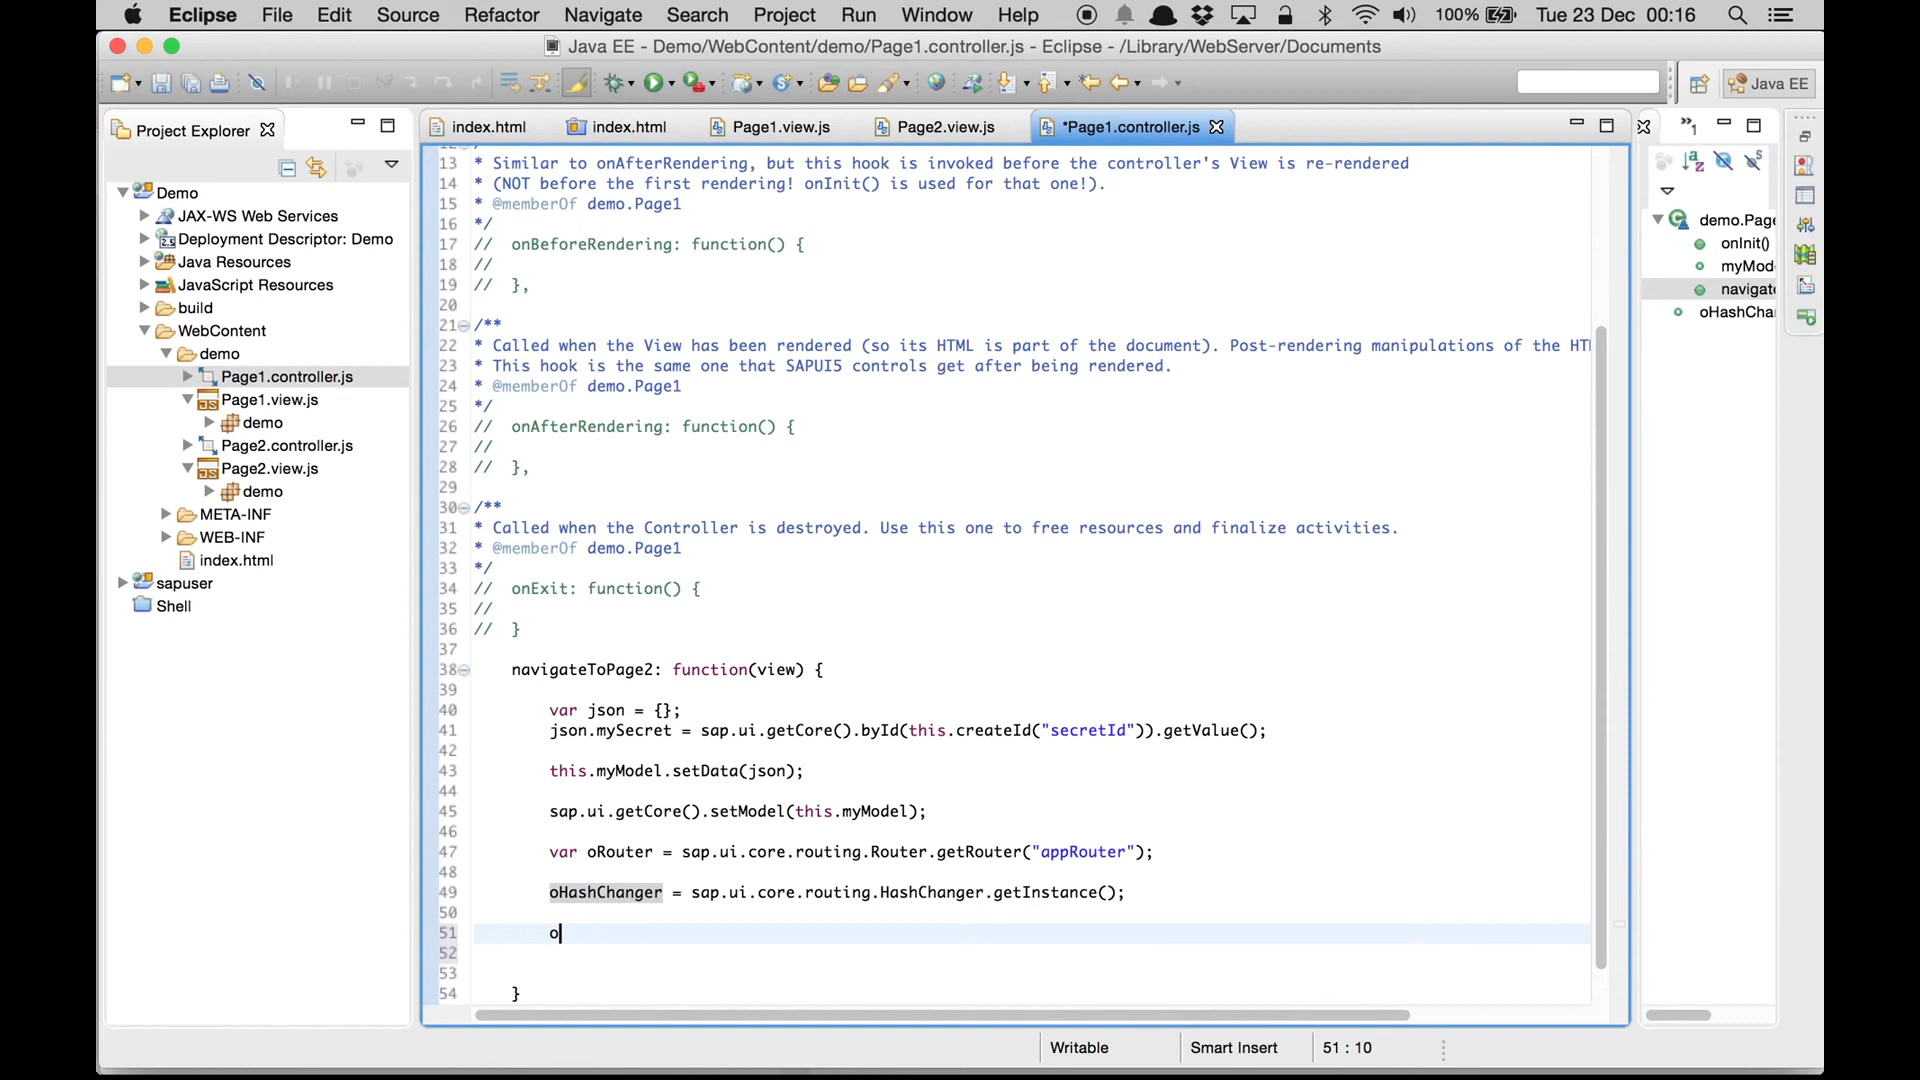 Eclipse File Edit Source Refactor Navigate Search Project Run Window Help 100% Tue 23 Dec 00:16
Java EE - Demo/WebContent/demo/Page1.controller.js - Eclipse - /Library/WebServer/Documents
Java EE
Project Explorer
Demo
JAX-WS Web Services
Deployment Descriptor: Demo
Java Resources
JavaScript Resources
build
WebContent
demo
Page1.controller.js
Page1.view.js
demo
Page2.controller.js
Page2.view.js
demo
META-INF
WEB-INF
index.html
sapuser
Shell
index.html index.html Page1.view.js Page2.view.js *Page1.controller.js
13 * Similar to onAfterRendering, but this hook is invoked before the controller's View is re-rendered
14 * (NOT before the first rendering! onInit() is used for that one!).
15 * @memberOf demo.Page1
16 */
17 // onBeforeRendering: function() {
18 //
19 // },
20
21 /**
22 * Called when the View has been rendered (so its HTML is part of the document). Post-rendering manipulations of the HT
23 * This hook is the same one that SAPUI5 controls get after being rendered.
24 * @memberOf demo.Page1
25 */
26 // onAfterRendering: function() {
27 //
28 // },
29
30 /**
31 * Called when the Controller is destroyed. Use this one to free resources and finalize activities.
32 * @memberOf demo.Page1
33 */
34 // onExit: function() {
35 //
36 // }
37
38 navigateToPage2: function(view) {
39
40 var json = {};
41 json.mySecret = sap.ui.getCore().byId(this.createId("secretId")).getValue();
42
43 this.myModel.setData(json);
44
45 sap.ui.getCore().setModel(this.myModel);
46
47 var oRouter = sap.ui.core.routing.Router.getRouter("appRouter");
48
49 oHashChanger = sap.ui.core.routing.HashChanger.getInstance();
50
51 o
52
53
54 }
demo.Page
onInit()
myMod
navigate
oHashChar
Writable Smart Insert 51 : 10